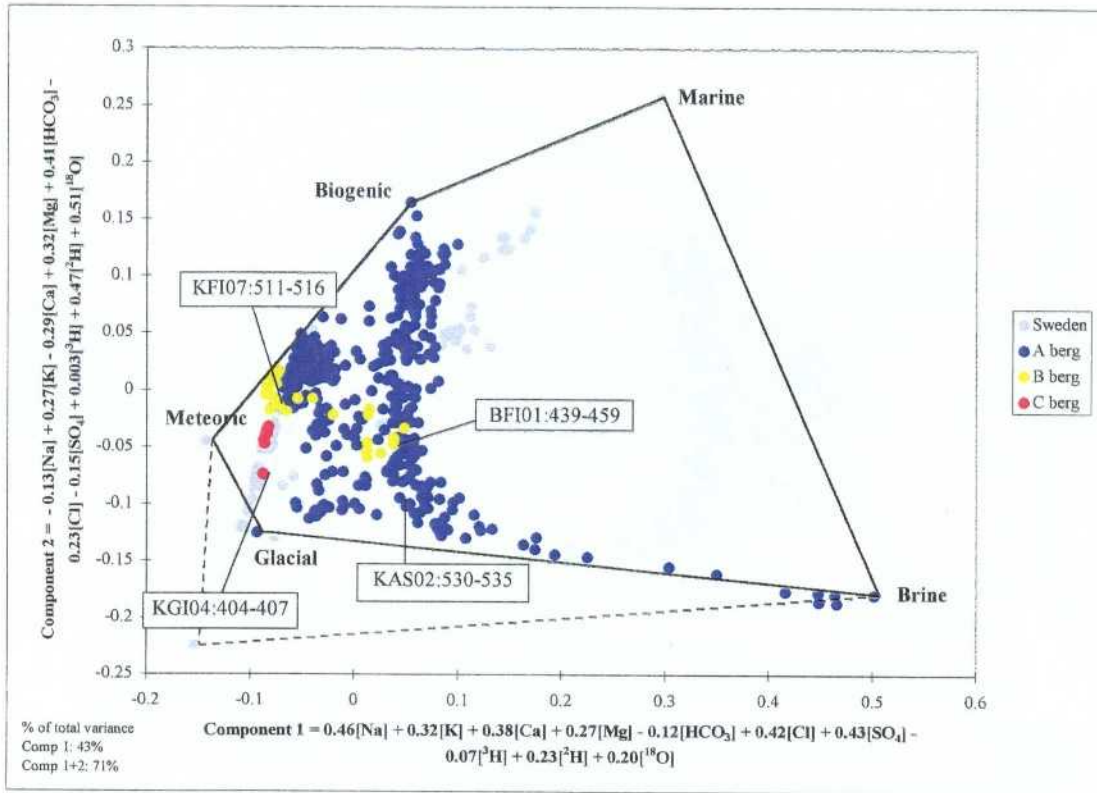 Component 2 = - 0.13[Na] + 0.27[K] - 0.29[Ca] + 0.32[Mg] + 0.41[HCO₃] -
0.23[Cl] - 0.15[SO₄] + 0.003[³H] + 0.47[²H] + 0.51[¹⁸O]
0.3
0.25
0.2
0.15
0.1
0.05
0
-0.05
-0.1
-0.15
-0.2
-0.25
Marine
Biogenic
KFI07:511-516
Meteoric
BFI01:439-459
Glacial
KAS02:530-535
KGI04:404-407
Brine
Sweden
A berg
B berg
C berg
-0.2
-0.1
0
0.1
0.2
0.3
0.4
0.5
0.6
% of total variance
Comp 1: 43%
Comp 1+2: 71%
Component 1 = 0.46[Na] + 0.32[K] + 0.38[Ca] + 0.27[Mg] - 0.12[HCO₃] + 0.42[Cl] + 0.43[SO₄] -
0.07[³H] + 0.23[²H] + 0.20[¹⁸O]